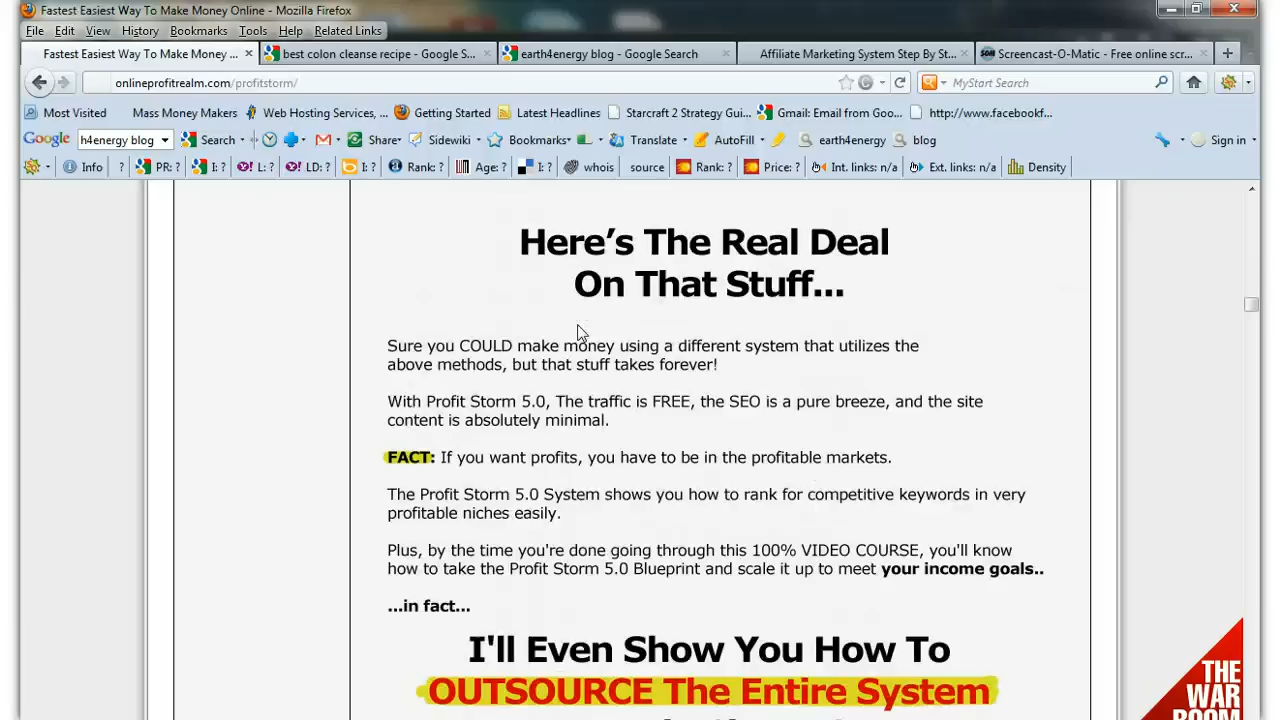 Fastest Easiest Way To Make Money Online - Mozilla Firefox
File Edit View History Bookmarks Tools Help Related Links
Fastest Easiest Way To Make Money ... best colon cleanse recipe - Google S... earth4energy blog - Google Search Affiliate Marketing System Step By St... Screencast-O-Matic - Free online scr...
onlineprofitrealm.com/profitstorm/ MyStart Search
Most Visited Mass Money Makers Web Hosting Services, ... Getting Started Latest Headlines Starcraft 2 Strategy Gui... Gmail: Email from Goo... http://www.facebookf...
Google h4energy blog Search Share Sidewiki Bookmarks Translate AutoFill earth4energy blog Sign in
Info ? PR: ? I: ? L: ? LD: ? I: ? Rank: ? Age: ? I: ? whois source Rank: ? Price: ? Int. links: n/a Ext. links: n/a Density
Here's The Real Deal
On That Stuff...
Sure you COULD make money using a different system that utilizes the
above methods, but that stuff takes forever!
With Profit Storm 5.0, The traffic is FREE, the SEO is a pure breeze, and the site
content is absolutely minimal.
FACT: If you want profits, you have to be in the profitable markets.
The Profit Storm 5.0 System shows you how to rank for competitive keywords in very
profitable niches easily.
Plus, by the time you're done going through this 100% VIDEO COURSE, you'll know
how to take the Profit Storm 5.0 Blueprint and scale it up to meet your income goals..
...in fact...
I'll Even Show You How To
OUTSOURCE The Entire System
THE
WAR
ROOM